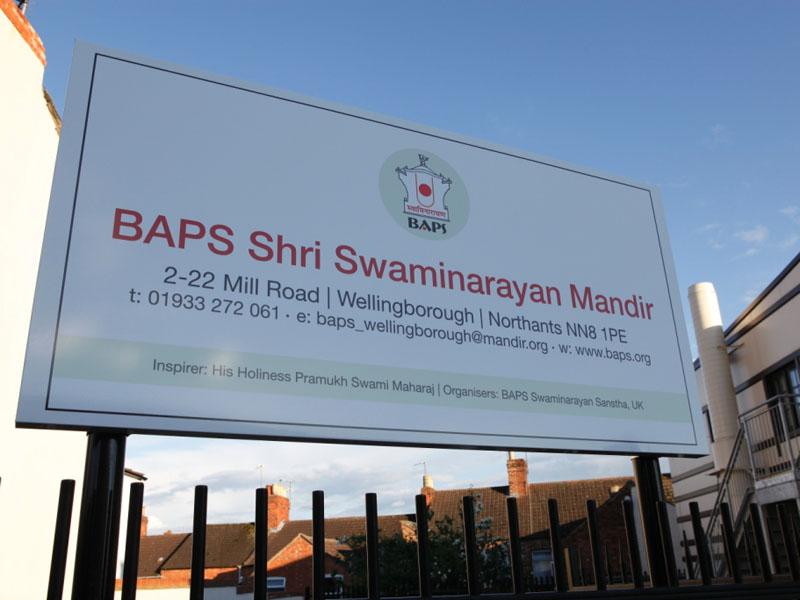 स्वामिनारायण
BAPS
BAPS Shri Swaminarayan Mandir
2-22 Mill Road | Wellingborough | Northants NN8 1PE
t: 01933 272 061 · e: baps_wellingborough@mandir.org · w: www.baps.org
Inspirer: His Holiness Pramukh Swami Maharaj | Organisers: BAPS Swaminarayan Sanstha, UK